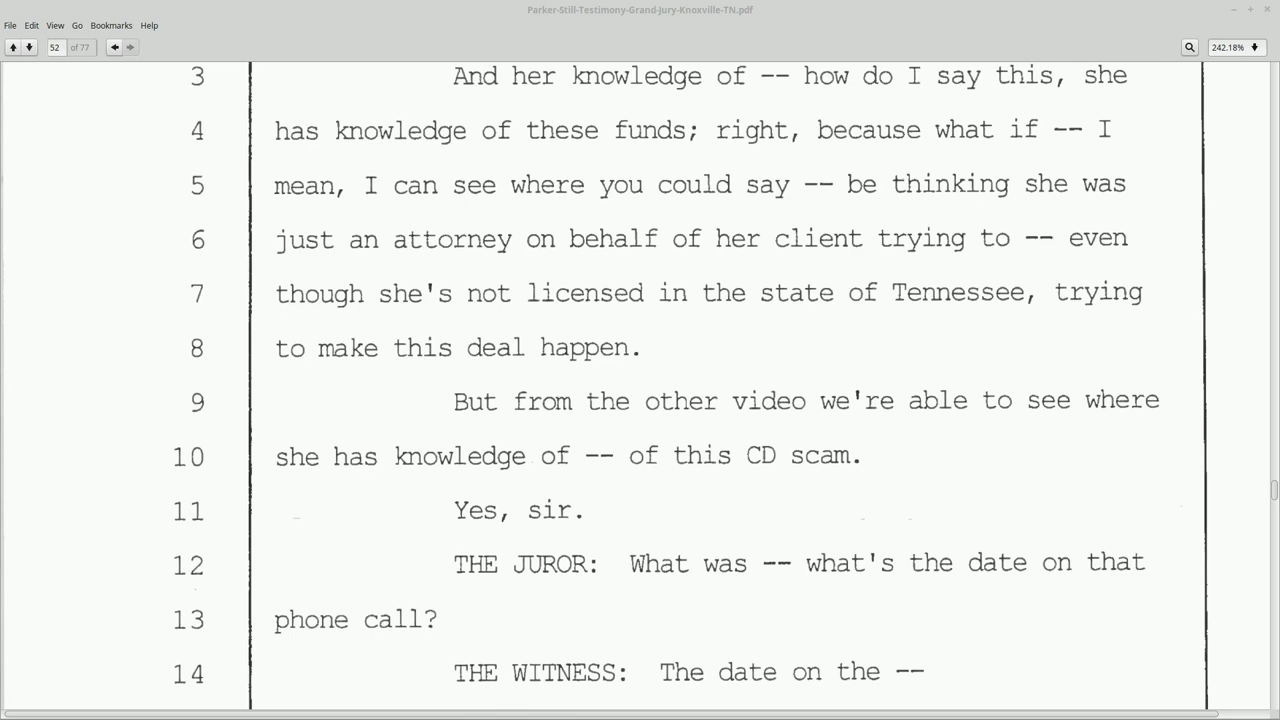 Parker-Still-Testimony-Grand-Jury-Knoxville-TN.pdf
File Edit View Go Bookmarks Help
52 of 77 242.18%
3 And her knowledge of -- how do I say this, she
4 has knowledge of these funds; right, because what if -- I
5 mean, I can see where you could say -- be thinking she was
6 just an attorney on behalf of her client trying to -- even
7 though she's not licensed in the state of Tennessee, trying
8 to make this deal happen.
9 But from the other video we're able to see where
10 she has knowledge of -- of this CD scam.
11 Yes, sir.
12 THE JUROR: What was -- what's the date on that
13 phone call?
14 THE WITNESS: The date on the --